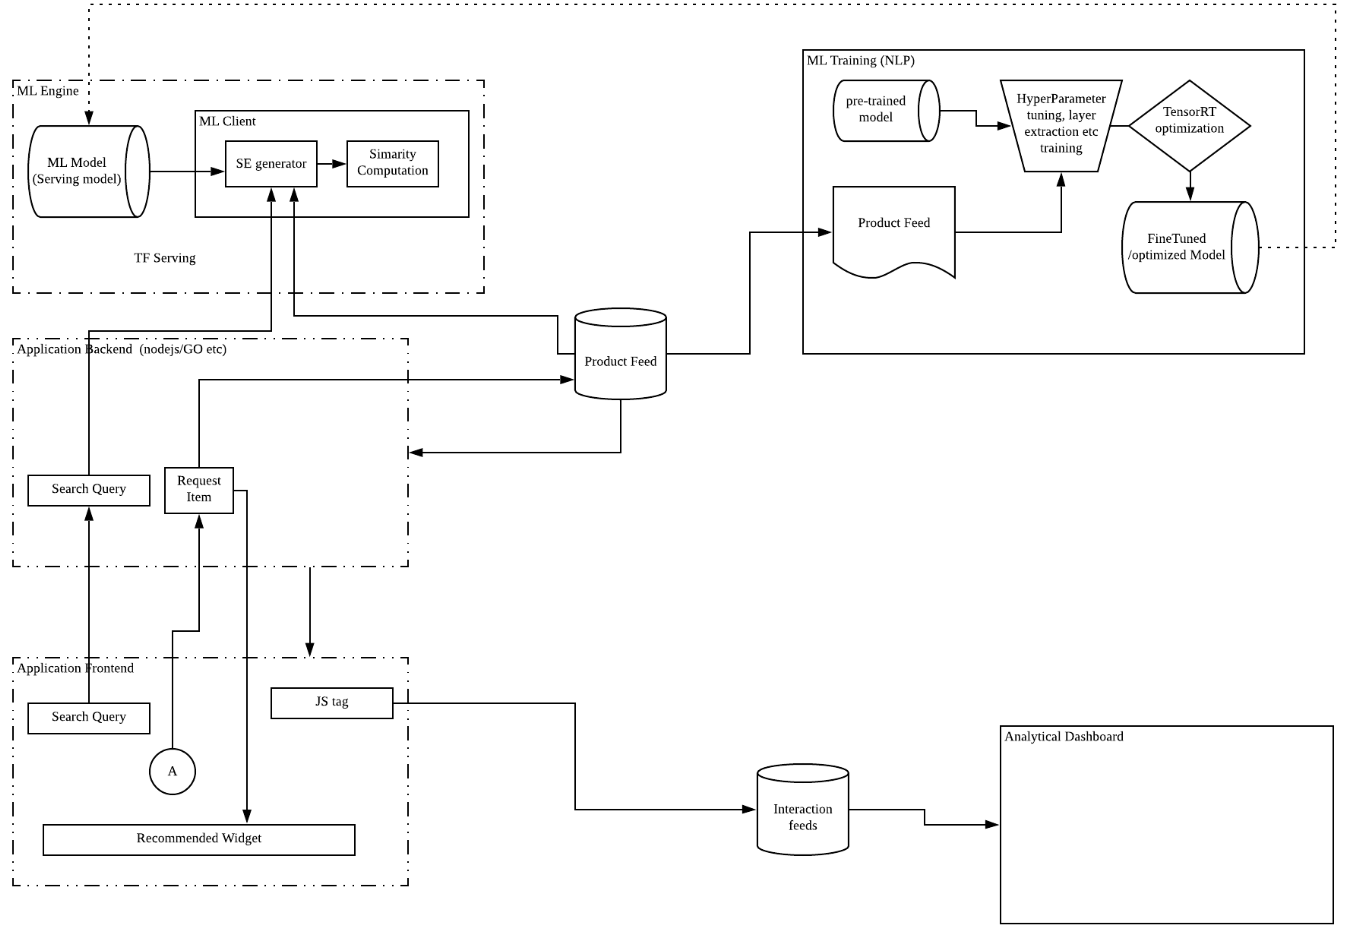 ML Training (NLP)
pre-trained
model
HyperParameter
tuning, layer
extraction etc
training
TensorRT
optimization
Product Feed
FineTuned
/optimized Model
ML Engine
ML Model
(Serving model)
ML Client
SE generator
Simarity
Computation
TF Serving
Product Feed
Application Backend (nodejs/GO etc)
Search Query
Request
Item
Application Frontend
Search Query
JS tag
A
Recommended Widget
Interaction
feeds
Analytical Dashboard